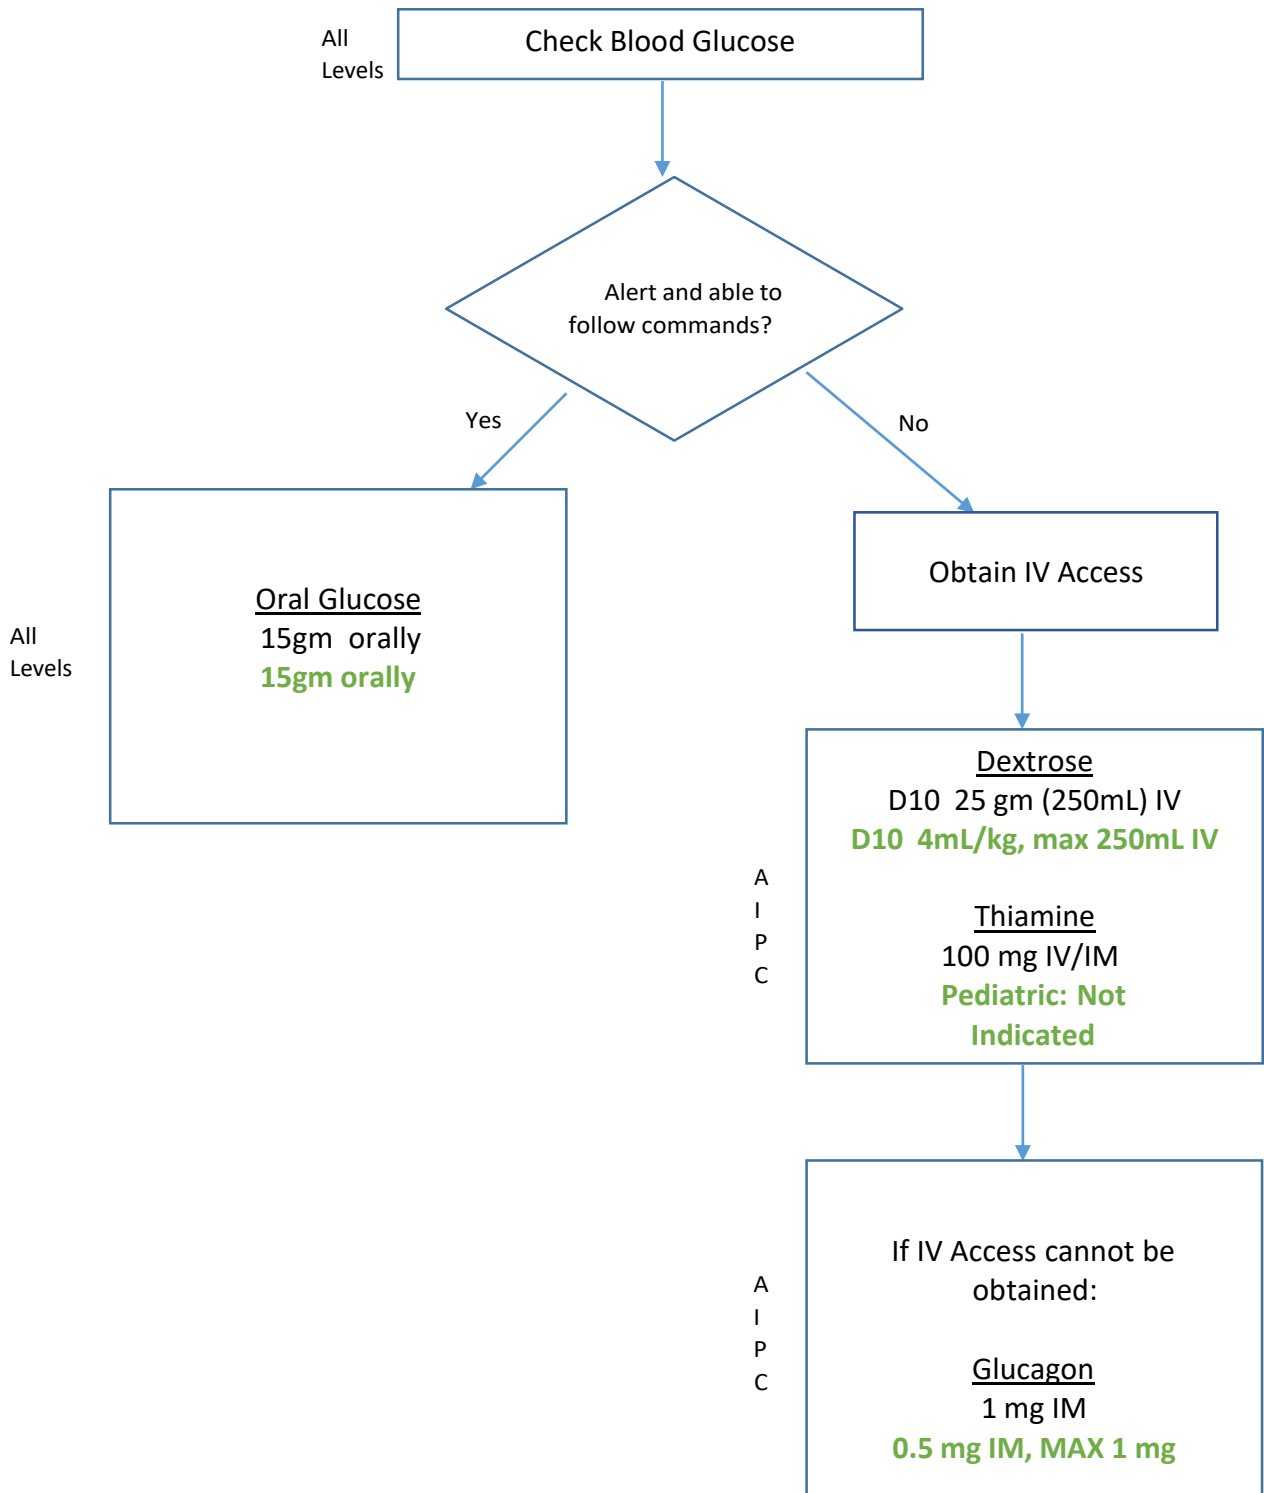 All
Levels
Check Blood Glucose
Alert and able to
follow commands?
Yes
No
All
Levels
Oral Glucose
15gm  orally
15gm orally
Obtain IV Access
A
I
P
C
Dextrose
D10  25 gm (250mL) IV
D10  4mL/kg, max 250mL IV
Thiamine
100 mg IV/IM
Pediatric: Not
Indicated
A
I
P
C
If IV Access cannot be
obtained:
Glucagon
1 mg IM
0.5 mg IM, MAX 1 mg